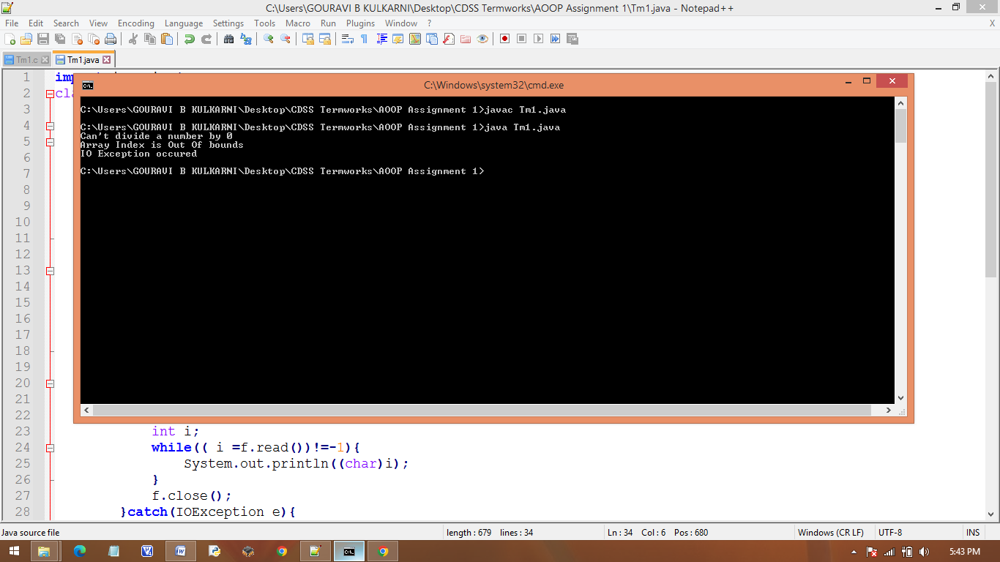 C:\Users\GOURAVI B KULKARNI\Desktop\CDSS Termworks\AOOP Assignment 1\Tm1.java - Notepad++
File Edit Search View Encoding Language Settings Tools Macro Run Plugins Window ? X
Tm1.c Tm1.java
1 imp
2 cla
C:\Windows\system32\cmd.exe
C:\Users\GOURAVI B KULKARNI\Desktop\CDSS Termworks\AOOP Assignment 1>javac Tm1.java
C:\Users\GOURAVI B KULKARNI\Desktop\CDSS Termworks\AOOP Assignment 1>java Tm1.java
Can't divide a number by 0
Array Index is Out Of bounds
IO Exception occured
C:\Users\GOURAVI B KULKARNI\Desktop\CDSS Termworks\AOOP Assignment 1>
3
4
5
6
7
8
9
10
11
12
13
14
15
16
17
18
19
20
21
22
23 int i;
24 while(( i =f.read())!=-1){
25 System.out.println((char)i);
26 }
27 f.close();
28 }catch(IOException e){
Java source file length : 679 lines : 34 Ln : 34 Col : 6 Pos : 680 Windows (CR LF) UTF-8 INS
5:43 PM